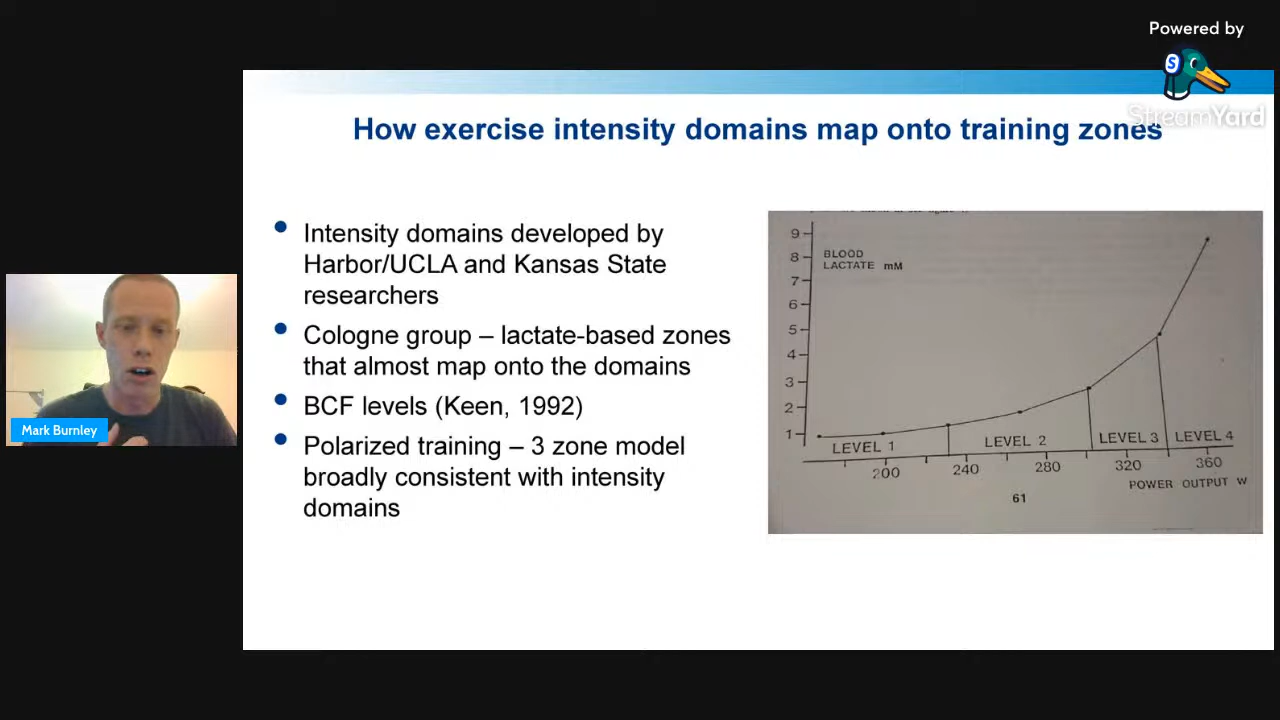 Powered by
StreamYard
How exercise intensity domains map onto training zones
Intensity domains developed by
Harbor/UCLA and Kansas State
researchers
Cologne group – lactate-based zones
that almost map onto the domains
BCF levels (Keen, 1992)
Polarized training – 3 zone model
broadly consistent with intensity
domains
9
8
7
6
5
4
3
2
1
BLOOD
LACTATE mM
LEVEL 1
LEVEL 2
LEVEL 3
LEVEL 4
200
240
280
320
360
POWER OUTPUT W
61
Mark Burnley